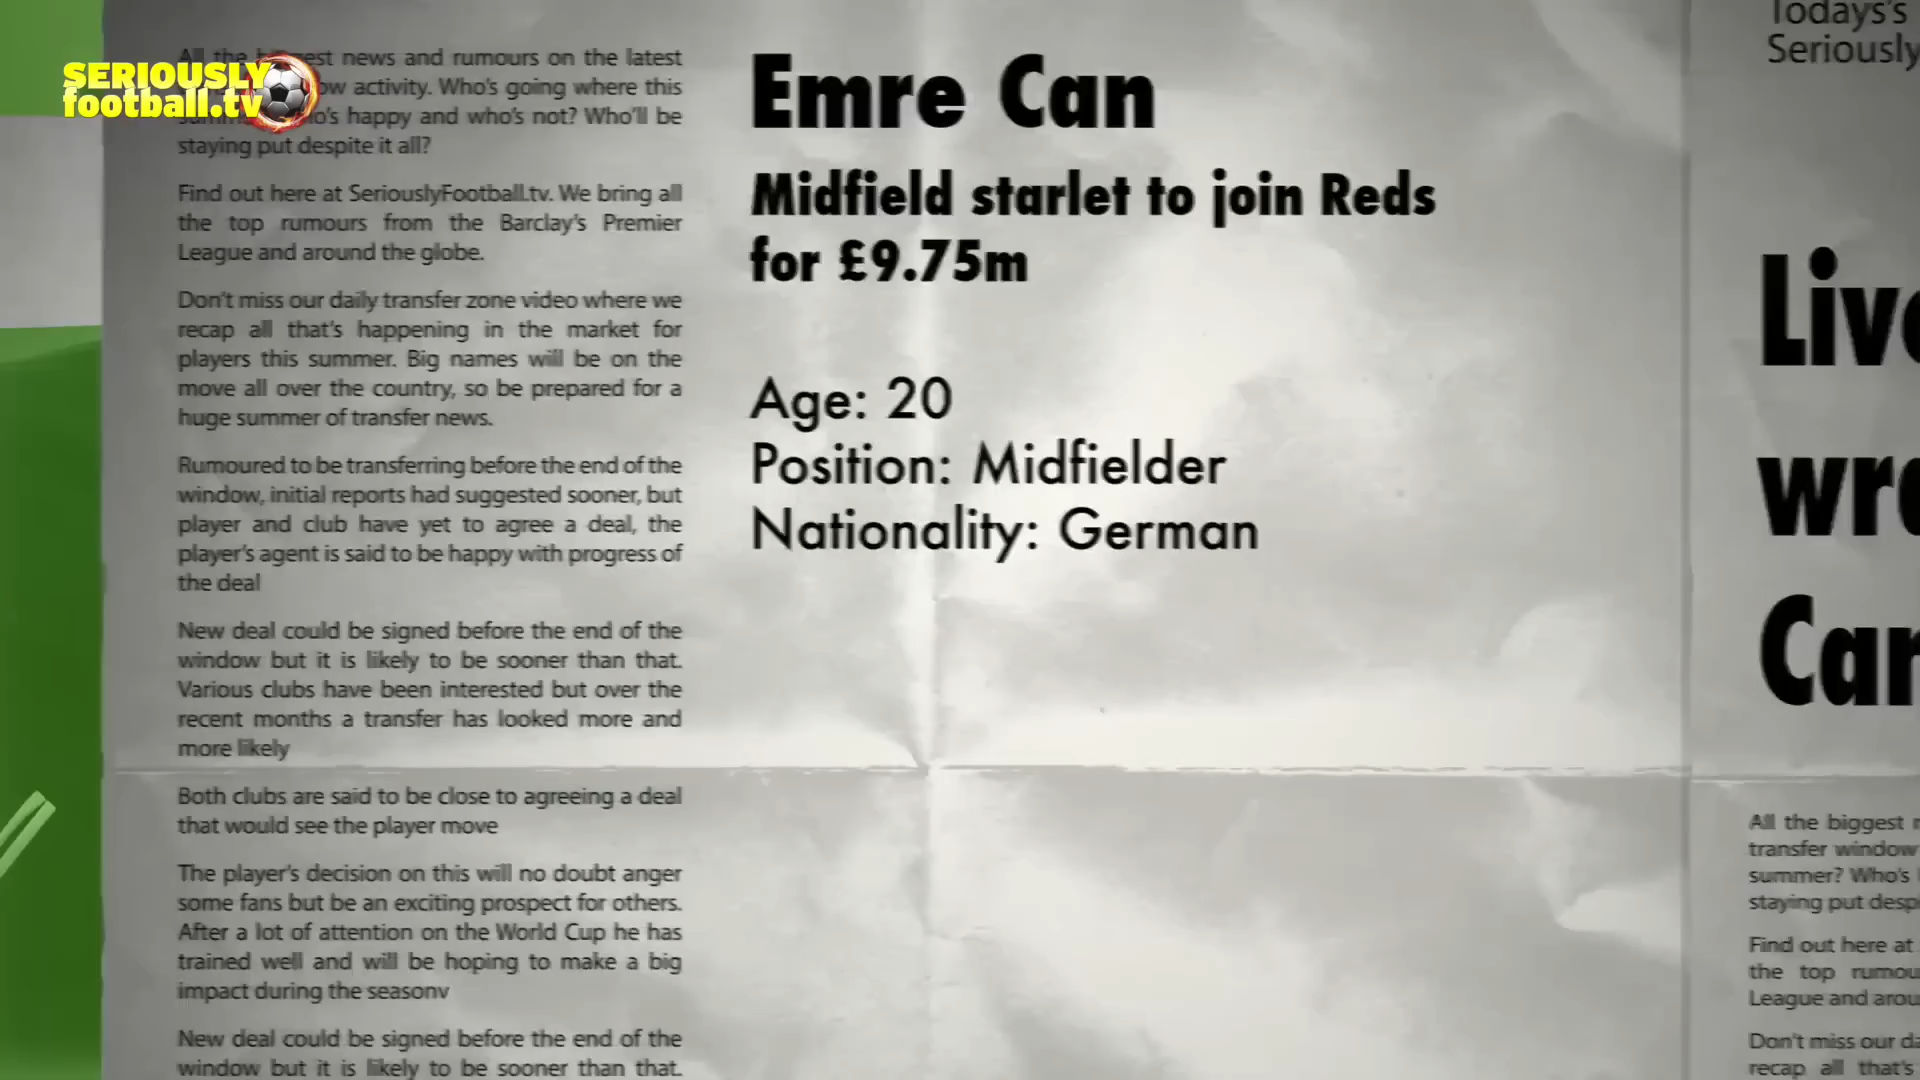 SERIOUSLY
football.tv
All the biggest news and rumours on the latest
activity. Who's going where this
happy and who's not? Who'll be
staying put despite it all?
Find out here at SeriouslyFootball.tv. We bring all
the top rumours from the Barclay's Premier
League and around the globe.
Don't miss our daily transfer zone video where we
recap all that's happening in the market for
players this summer. Big names will be on the
move all over the country, so be prepared for a
huge summer of transfer news.
Rumoured to be transferring before the end of the
window, initial reports had suggested sooner, but
player and club have yet to agree a deal, the
player's agent is said to be happy with progress of
the deal
New deal could be signed before the end of the
window but it is likely to be sooner than that.
Various clubs have been interested but over the
recent months a transfer has looked more and
more likely
Both clubs are said to be close to agreeing a deal
that would see the player move
The player's decision on this will no doubt anger
some fans but be an exciting prospect for others.
After a lot of attention on the World Cup he has
trained well and will be hoping to make a big
impact during the seasonv
New deal could be signed before the end of the
window but it is likely to be sooner than that.
Emre Can
Midfield starlet to join Reds
for £9.75m
Age: 20
Position: Midfielder
Nationality: German
Todays's
Seriously
Live
wra
Can
All the biggest
transfer window
summer? Who's
staying put desp
Find out here at
the top rumou
League and arou
Don't miss our da
recap all that's